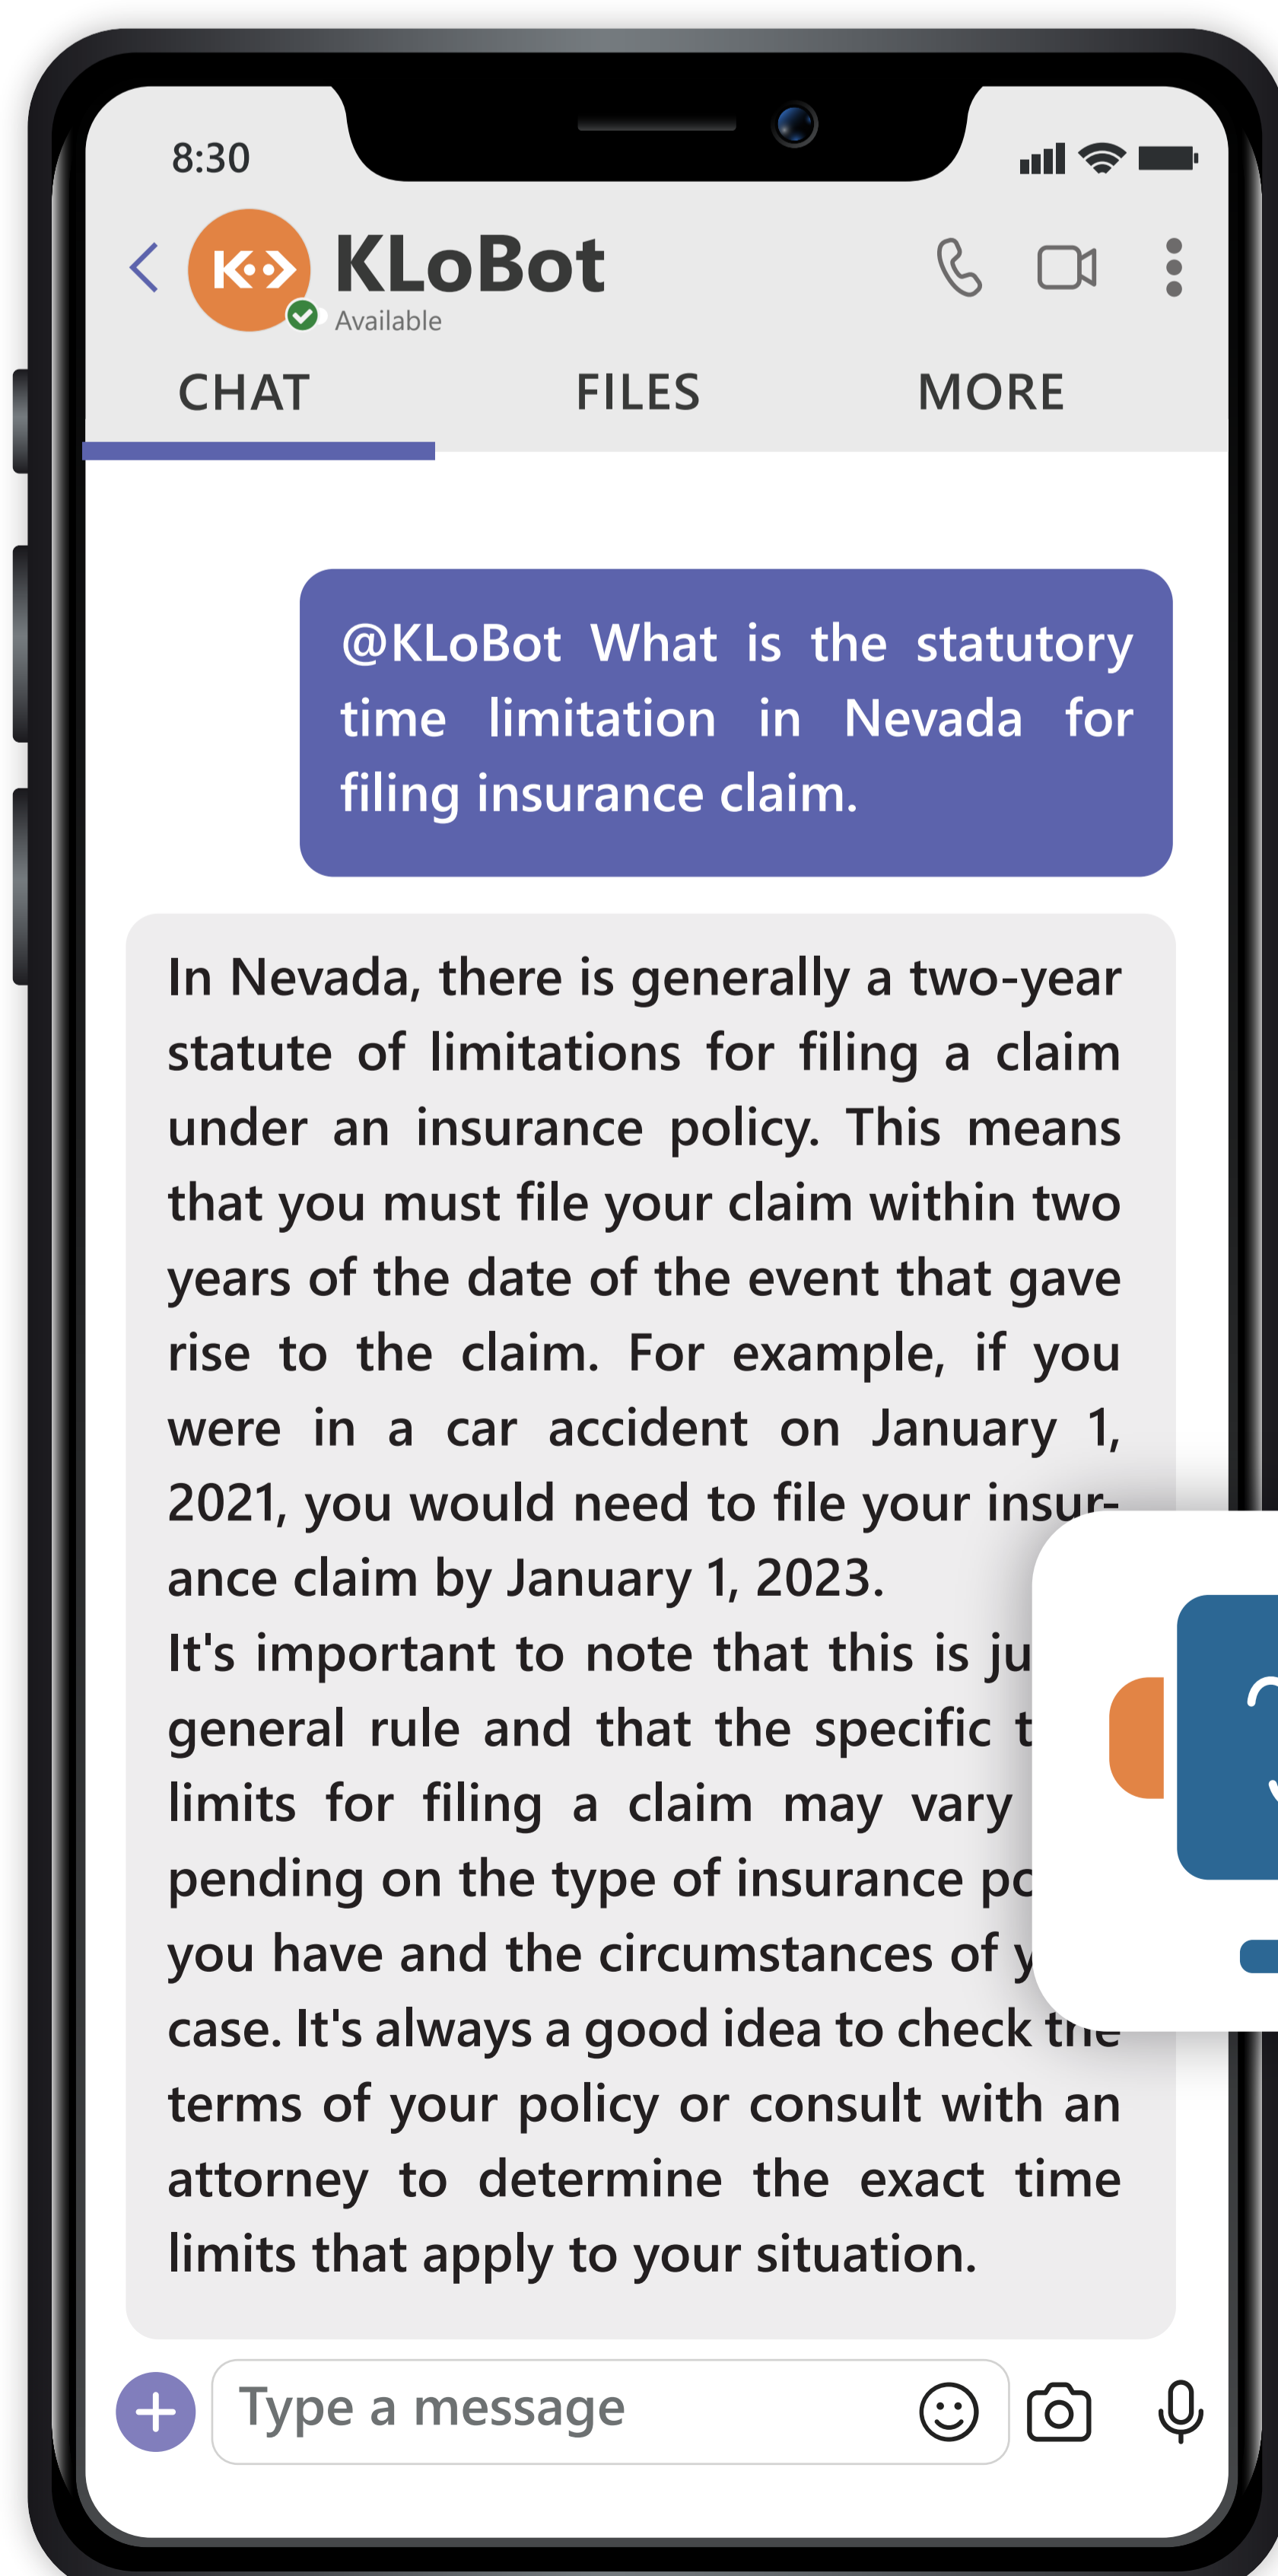 8:30
K
KLoBot
Available
CHAT FILES MORE
@KLoBot What is the statutory
time limitation in Nevada for
filing insurance claim.
In Nevada, there is generally a two-year
statute of limitations for filing a claim
under an insurance policy. This means
that you must file your claim within two
years of the date of the event that gave
rise to the claim. For example, if you
were in a car accident on January 1,
2021, you would need to file your insur-
ance claim by January 1, 2023.
It's important to note that this is
general rule and that the specific
limits for filing a claim may vary
pending on the type of insurance
you have and the circumstances of
case. It's always a good idea to check the
terms of your policy or consult with an
attorney to determine the exact time
limits that apply to your situation.
Type a message